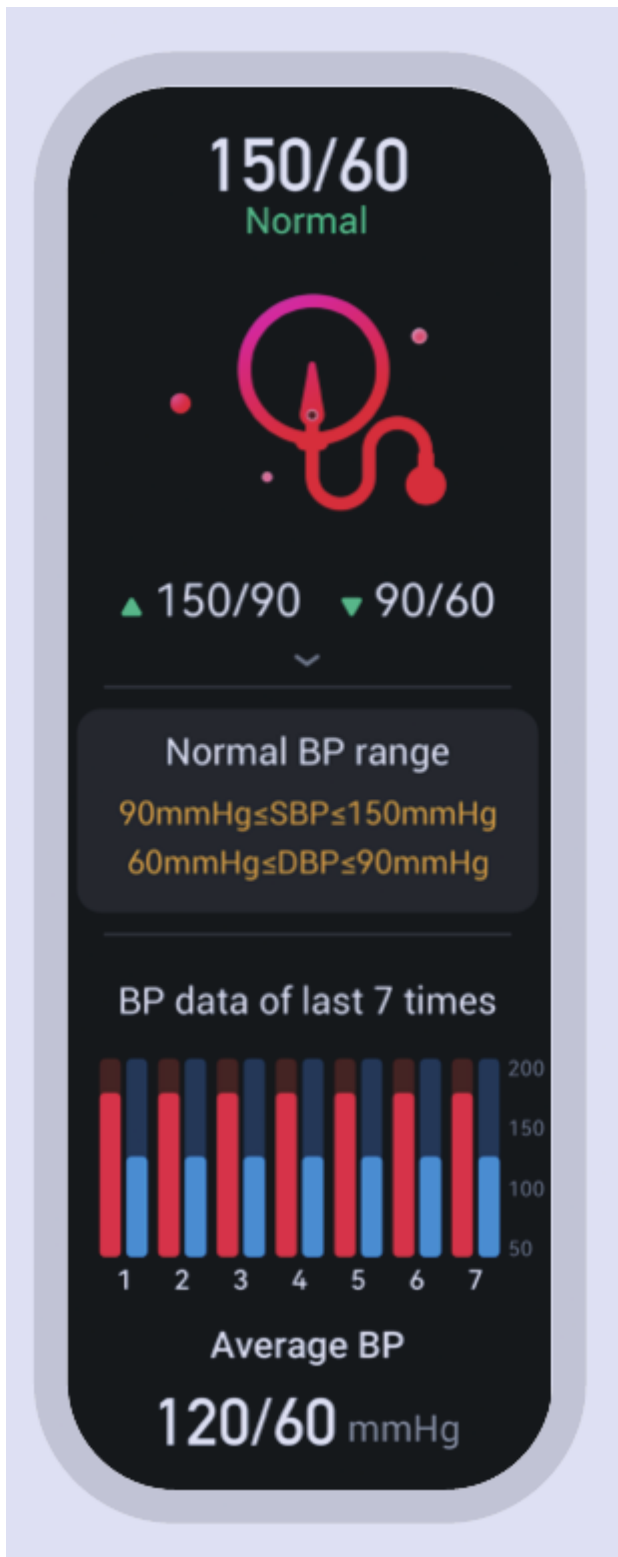 150/60
Normal
150/90 90/60
Normal BP range
90mmHg≤SBP≤150mmHg
60mmHg≤DBP≤90mmHg
BP data of last 7 times
200
150
100
50
1 2 3 4 5 6 7
Average BP
120/60 mmHg